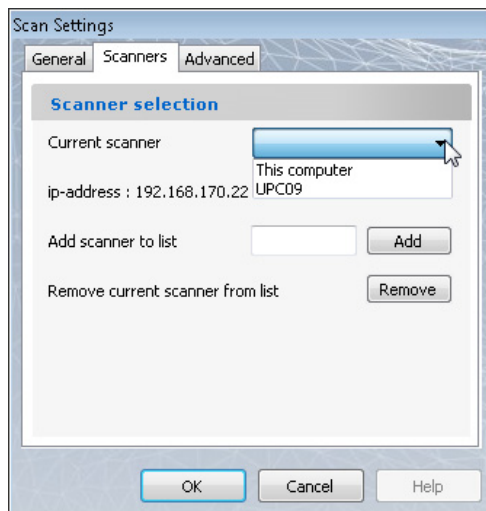 Scan Settings
General Scanners Advanced
Scanner selection
Current scanner
This computer
ip-address : 192.168.170.22 UPC09
Add scanner to list Add
Remove current scanner from list Remove
OK Cancel Help